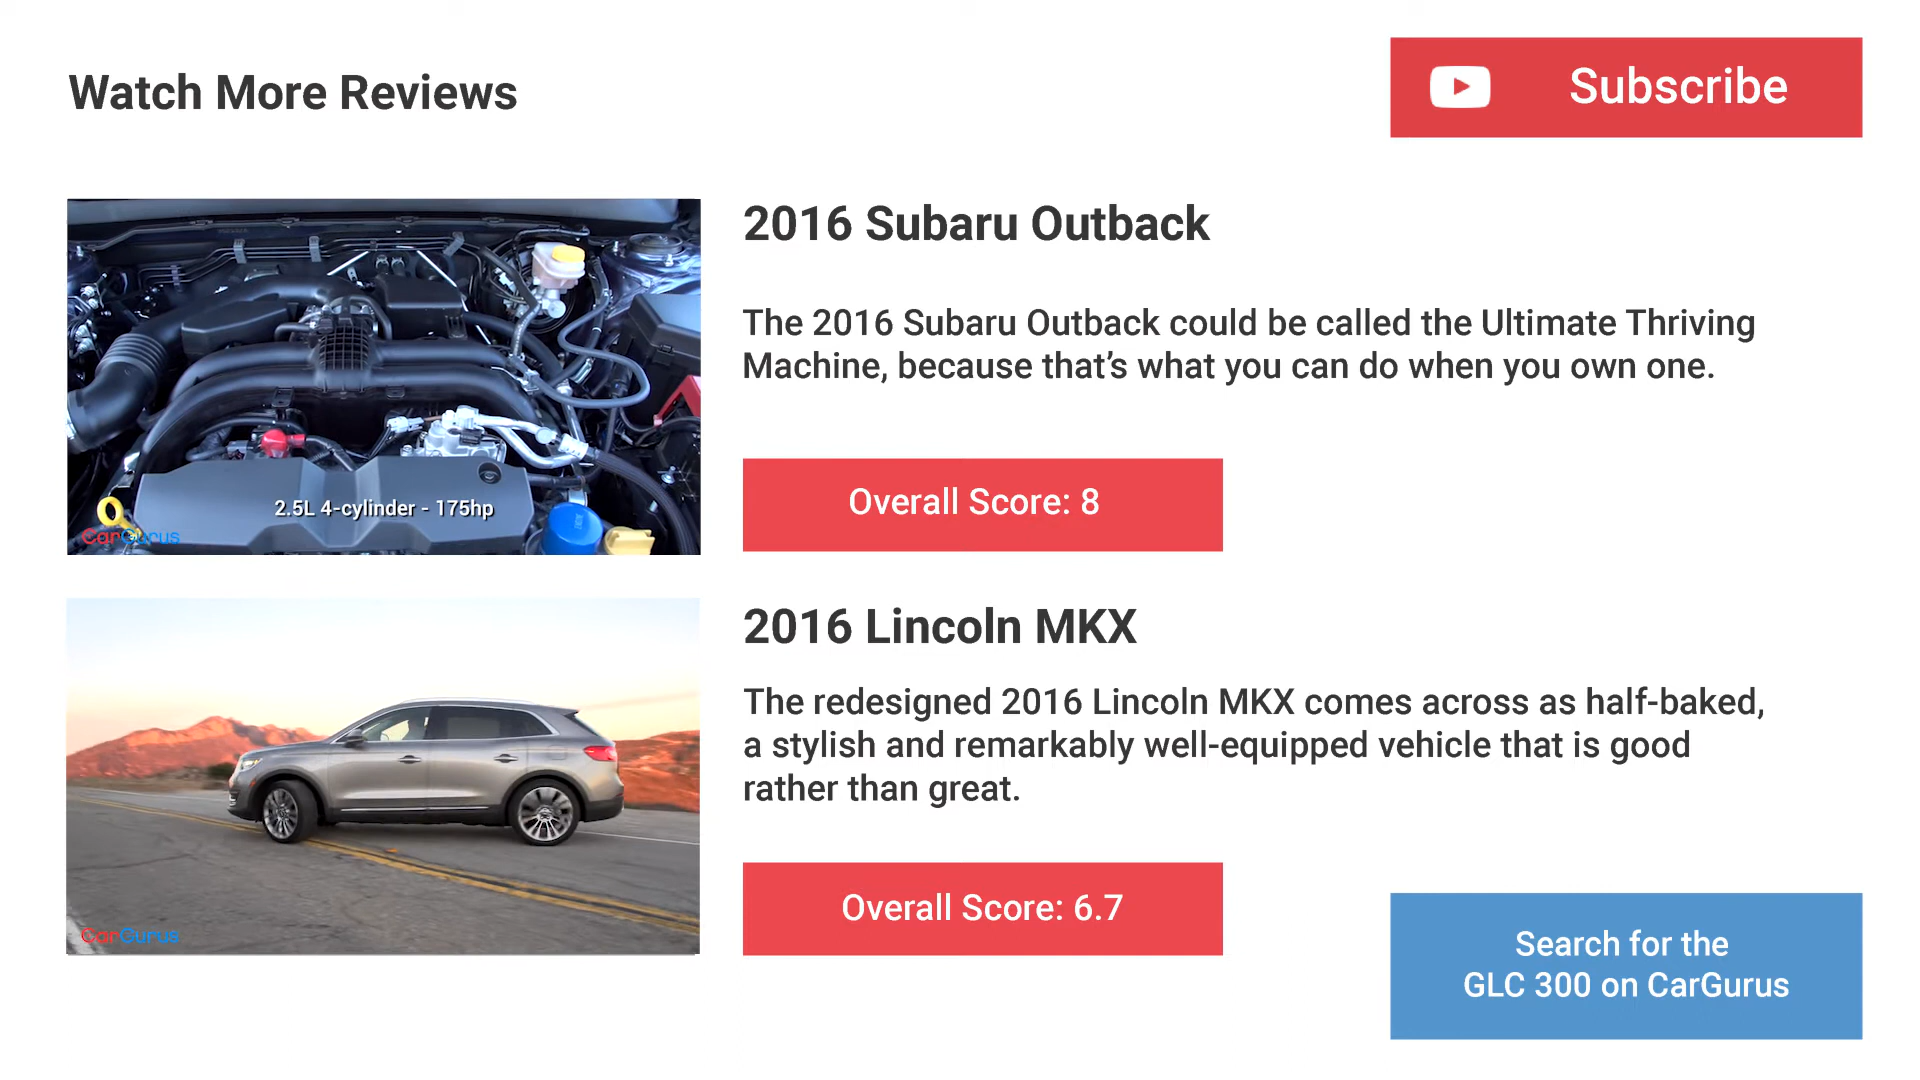 Watch More Reviews
Subscribe
2016 Subaru Outback
The 2016 Subaru Outback could be called the Ultimate Thriving
Machine, because that’s what you can do when you own one.
2.5L 4-cylinder - 175hp
CarGurus
Overall Score: 8
2016 Lincoln MKX
The redesigned 2016 Lincoln MKX comes across as half-baked,
a stylish and remarkably well-equipped vehicle that is good
rather than great.
CarGurus
Overall Score: 6.7
Search for the
GLC 300 on CarGurus